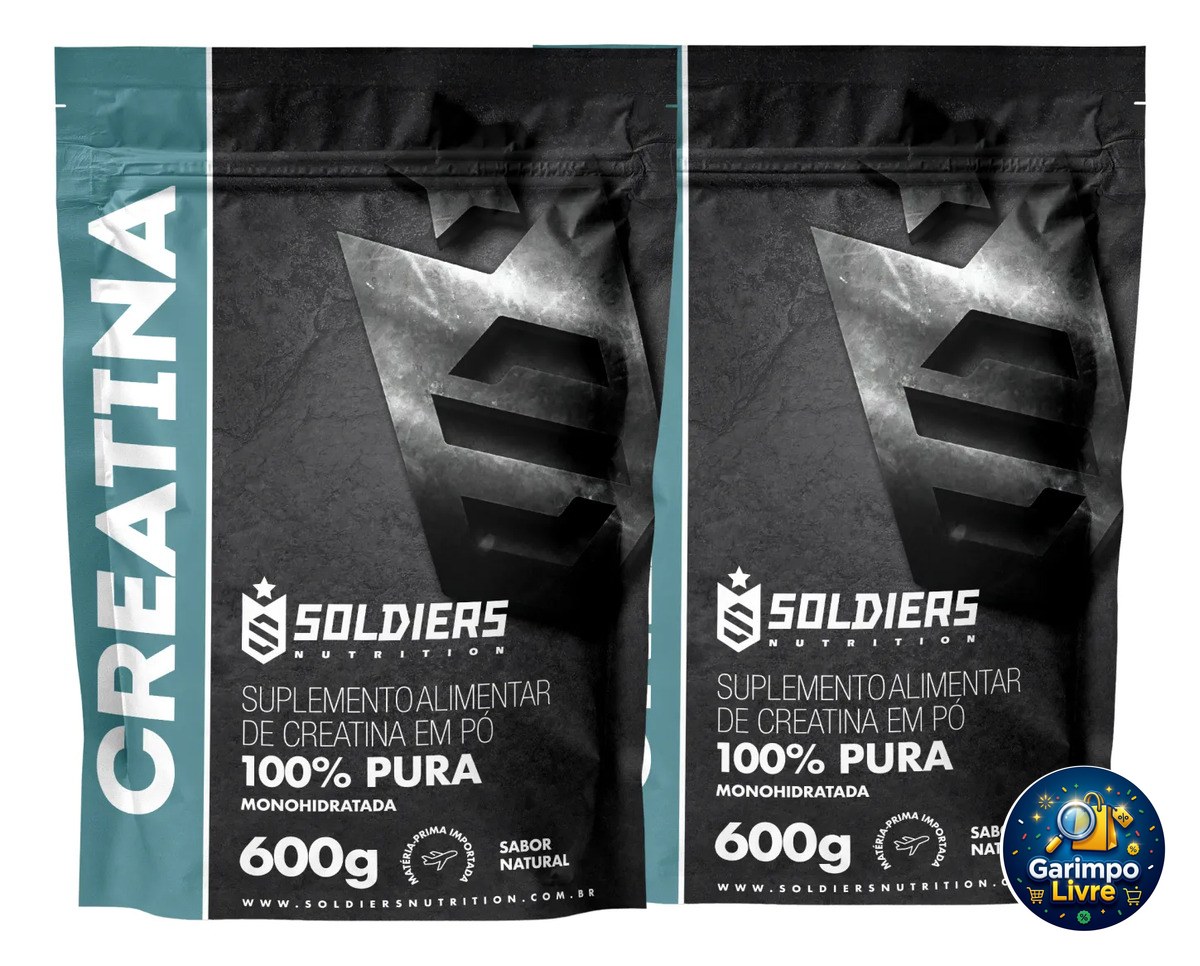 CREATINA
SOLDIERS
NUTRITION
SUPLEMENTO ALIMENTAR
DE CREATINA EM PÓ
100% PURA
MONOHIDRATADA
600g
MATÉRIA-PRIMA IMPORTADA
SABOR
NATURAL
WWW.SOLDIERSNUTRITION.COM.BR
SOLDIERS
NUTRITION
SUPLEMENTO ALIMENTAR
DE CREATINA EM PÓ
100% PURA
MONOHIDRATADA
600g
MATÉRIA-PRIMA IMPORTADA
WWW.SOLDIERSNUTRITION.
Garimpo
Livre